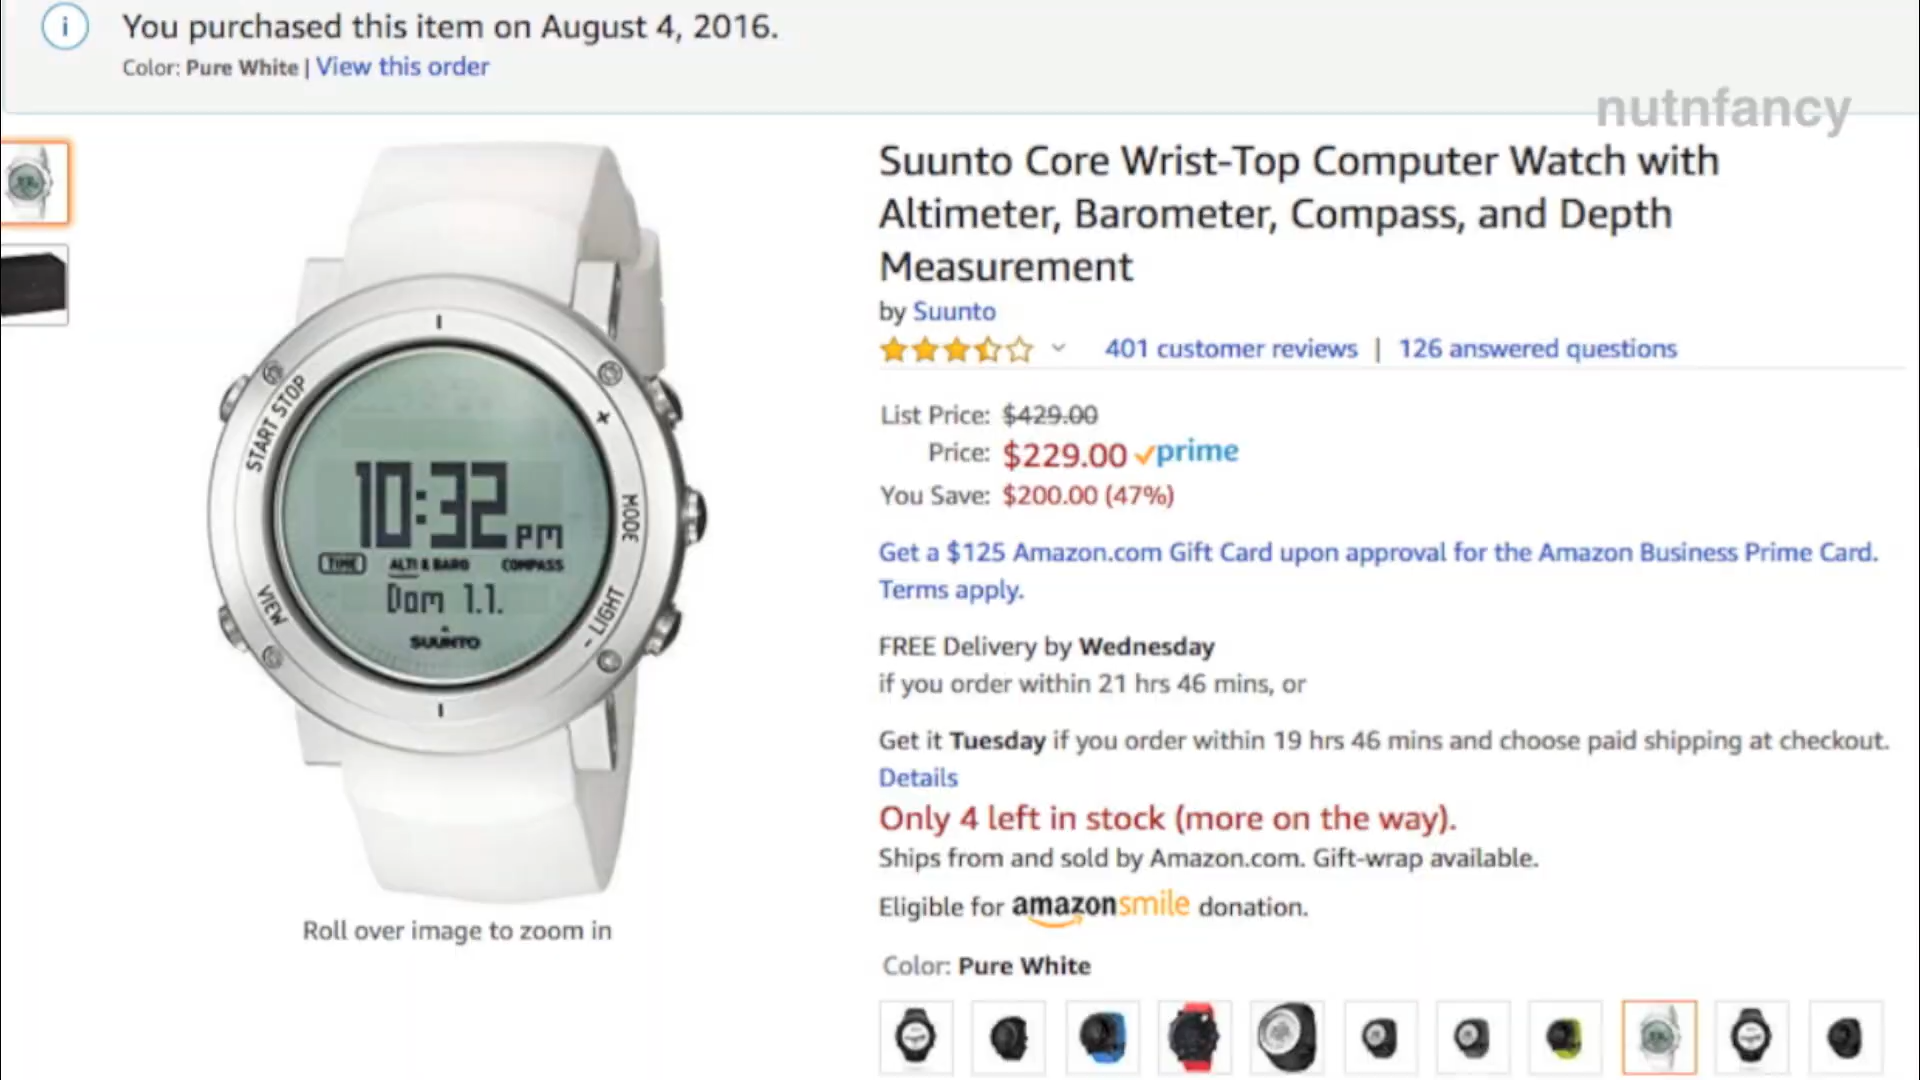 You purchased this item on August 4, 2016.
Color: Pure White | View this order
nutnfancy
Suunto Core Wrist-Top Computer Watch with
Altimeter, Barometer, Compass, and Depth
Measurement
by Suunto
401 customer reviews | 126 answered questions
List Price: $429.00
Price: $229.00 prime
You Save: $200.00 (47%)
Get a $125 Amazon.com Gift Card upon approval for the Amazon Business Prime Card.
Terms apply.
FREE Delivery by Wednesday
if you order within 21 hrs 46 mins, or
Get it Tuesday if you order within 19 hrs 46 mins and choose paid shipping at checkout.
Details
Only 4 left in stock (more on the way).
Ships from and sold by Amazon.com. Gift-wrap available.
Eligible for amazonsmile donation.
Color: Pure White
START STOP
MODE
VIEW
- LIGHT
+
10:32 PM
TIME ALTI & BARO COMPASS
Dom 1.1.
SUUNTO
Roll over image to zoom in